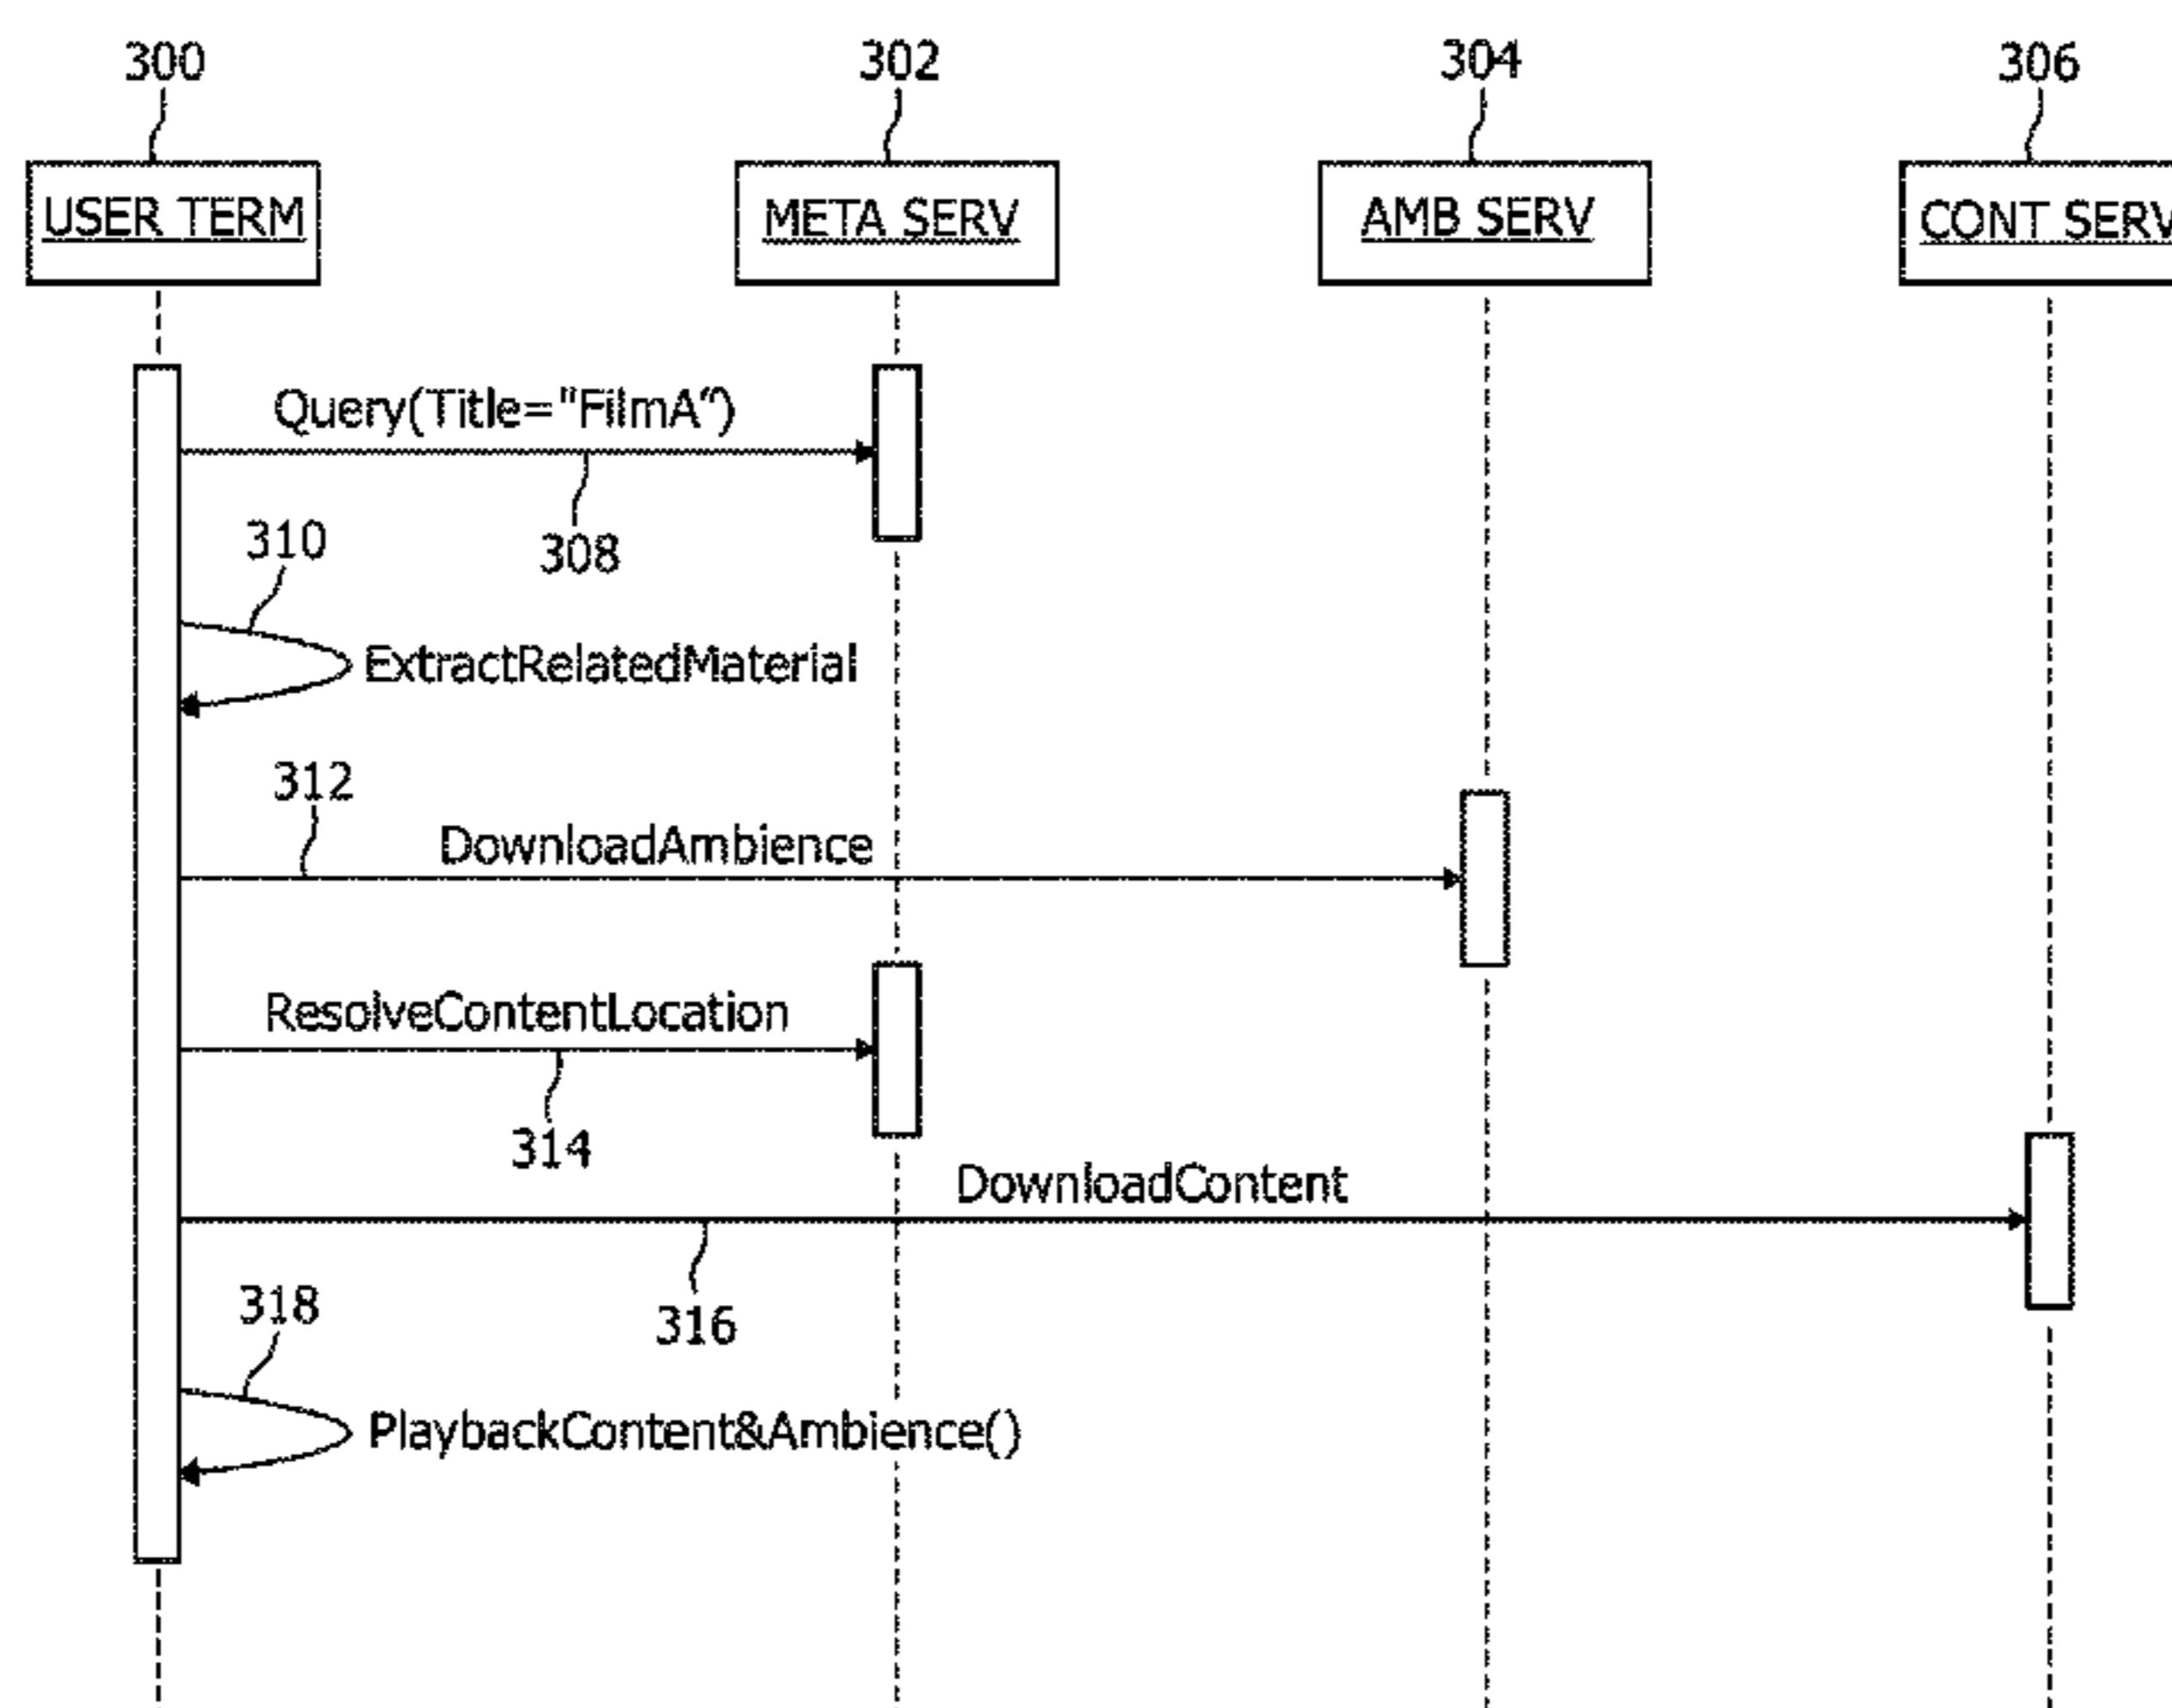 300 302 304 306
USER TERM META SERV AMB SERV CONT SERV
Query(Title="FilmA")
308
310
ExtractRelatedMaterial
312
DownloadAmbience
ResolveContentLocation
314
DownloadContent
316
318
PlaybackContent&Ambience()